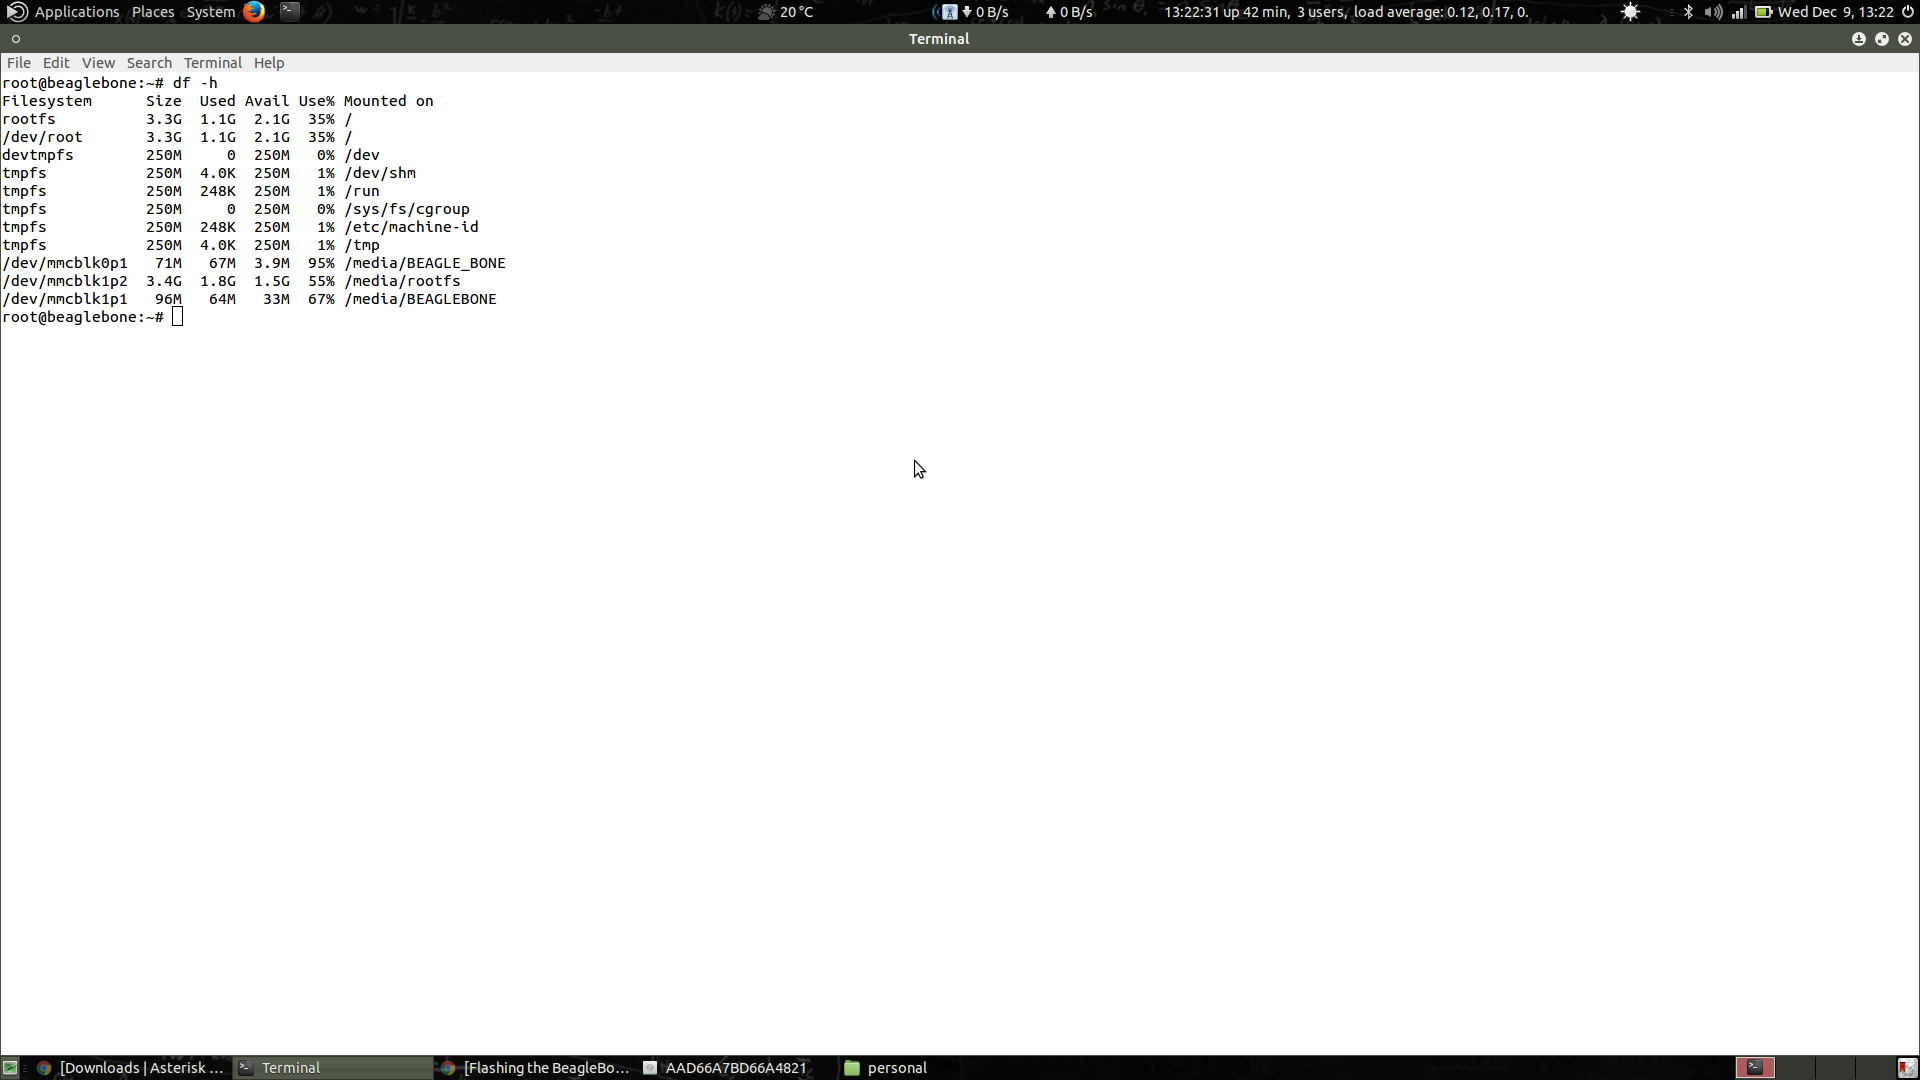 Applications Places System 20 °C 0 B/s 0 B/s 13:22:31 up 42 min, 3 users, load average: 0.12, 0.17, 0. Wed Dec 9, 13:22
Terminal
File Edit View Search Terminal Help
root@beaglebone:~# df -h
Filesystem      Size  Used Avail Use% Mounted on
rootfs          3.3G  1.1G  2.1G  35% /
/dev/root       3.3G  1.1G  2.1G  35% /
devtmpfs        250M     0  250M   0% /dev
tmpfs           250M  4.0K  250M   1% /dev/shm
tmpfs           250M  248K  250M   1% /run
tmpfs           250M     0  250M   0% /sys/fs/cgroup
tmpfs           250M  248K  250M   1% /etc/machine-id
tmpfs           250M  4.0K  250M   1% /tmp
/dev/mmcblk0p1   71M   67M  3.9M  95% /media/BEAGLE_BONE
/dev/mmcblk1p2  3.4G  1.8G  1.5G  55% /media/rootfs
/dev/mmcblk1p1   96M   64M   33M  67% /media/BEAGLEBONE
root@beaglebone:~#
[Downloads | Asterisk ... Terminal [Flashing the BeagleBo... AAD66A7BD66A4821 personal